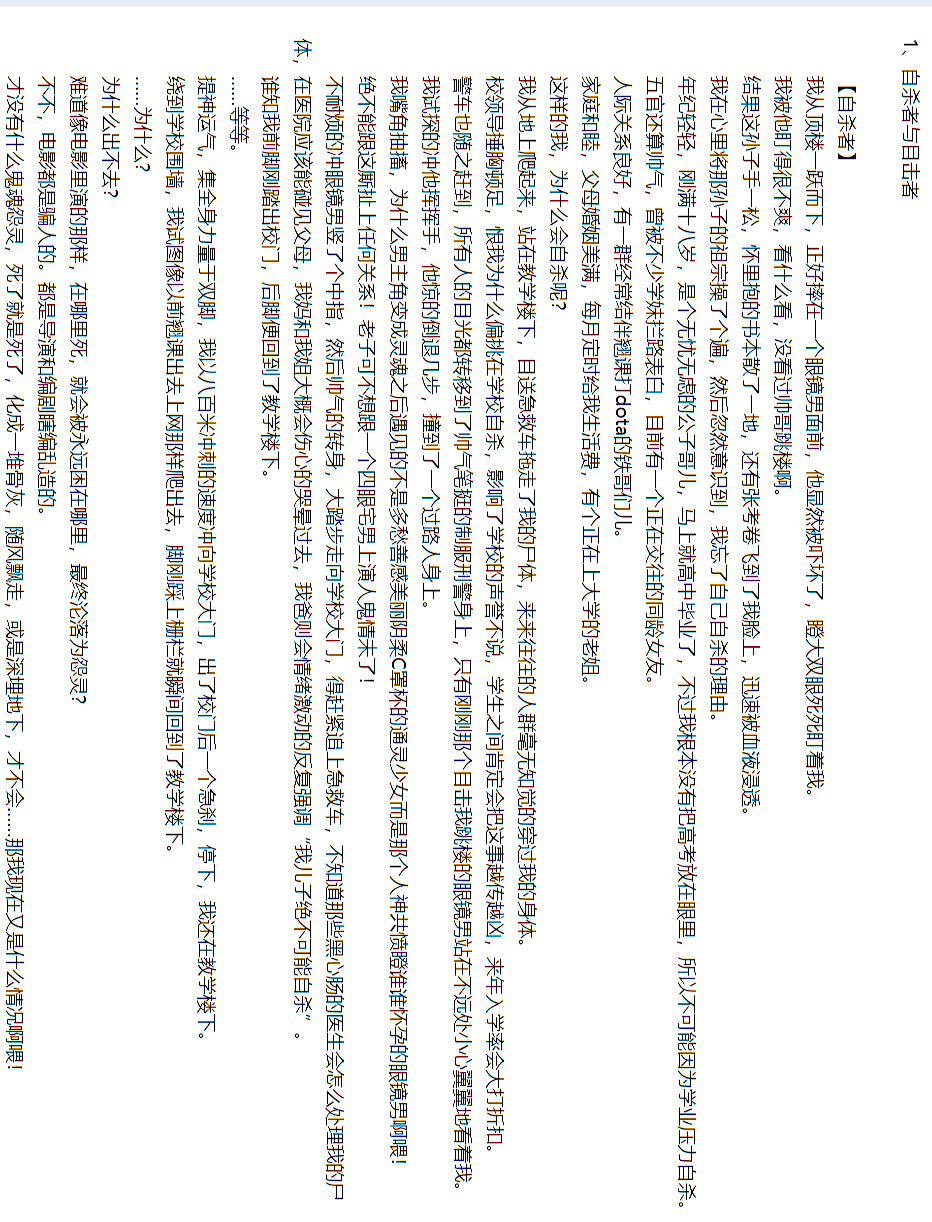 1、自杀者与目击者
【自杀者】
我从顶楼一跃而下，正好摔在一个眼镜男面前，他显然被吓坏了，瞪大双眼死死盯着我。
我被他盯得很不爽，看什么看，没看过帅哥跳楼啊。
结果这孙子手一松，怀里抱的书本散了一地，还有张考卷飞到了我脸上，迅速被血液浸透。
我在心里将那孙子的祖宗操了个遍，然后忽然意识到，我忘了自己自杀的理由。
年纪轻轻，刚满十八岁，是个无忧无虑的公子哥儿，马上就高中毕业了，不过我根本没有把高考放在眼里，所以不可能因为学业压力自杀。
五官还算帅气，曾被不少学妹拦路表白，目前有一个正在交往的同龄女友。
人际关系良好，有一群经常结伴翘课打dota的铁哥们儿。
家庭和睦，父母婚姻美满，每月定时给我生活费，有个正在上大学的老姐。
这样的我，为什么会自杀呢?
我从地上爬起来，站在教学楼下，目送急救车拖走了我的尸体，来来往往的人群毫无知觉的穿过我的身体。
校领导捶胸顿足，恨我为什么偏挑在学校自杀，影响了学校的声誉不说，学生之间肯定会把这事越传越凶，来年入学率会大打折扣。
警车也随之赶到，所有人的目光都转移到了帅气笔挺的制服刑警身上，只有刚刚那个目击我跳楼的眼镜男站在不远处小心翼翼地看着我。
我试探的冲他挥挥手，他惊的倒退几步，撞到了一个过路人身上。
我嘴角抽搐，为什么男主角变成灵魂之后遇见的不是多愁善感美丽阴柔C罩杯的通灵少女而是那个人神共愤瞪谁谁怀孕的眼镜男啊喂！
绝不能跟这厮扯上任何关系！老子可不想跟一个四眼宅男上演人鬼情未了！
不耐烦的冲眼镜男竖了个中指，然后帅气的转身，大踏步走向学校大门，得赶紧追上急救车，不知道那些黑心肠的医生会怎么处理我的尸
体，在医院应该能碰见父母，我妈和我姐大概会伤心的哭晕过去，我爸则会情绪激动的反复强调“我儿子绝不可能自杀”。
谁知我前脚刚踏出校门，后脚便回到了教学楼下。
……等等。
提神运气，集全身力量于双脚，我以八百米冲刺的速度冲向学校大门，出了校门后一个急刹，停下，我还在教学楼下。
绕到学校围墙，我试图像以前翘课出去上网那样爬出去，脚刚踩上栅栏就瞬间回到了教学楼下。
……为什么?
为什么出不去?
难道像电影里演的那样，在哪里死，就会被永远困在哪里，最终沦落为怨灵?
不不，电影都是骗人的。都是导演和编剧瞎编乱造的。
才没有什么鬼魂怨灵，死了就是死了，化成一堆骨灰，随风飘走，或是深埋地下，才不会……那我现在又是什么情况啊喂！